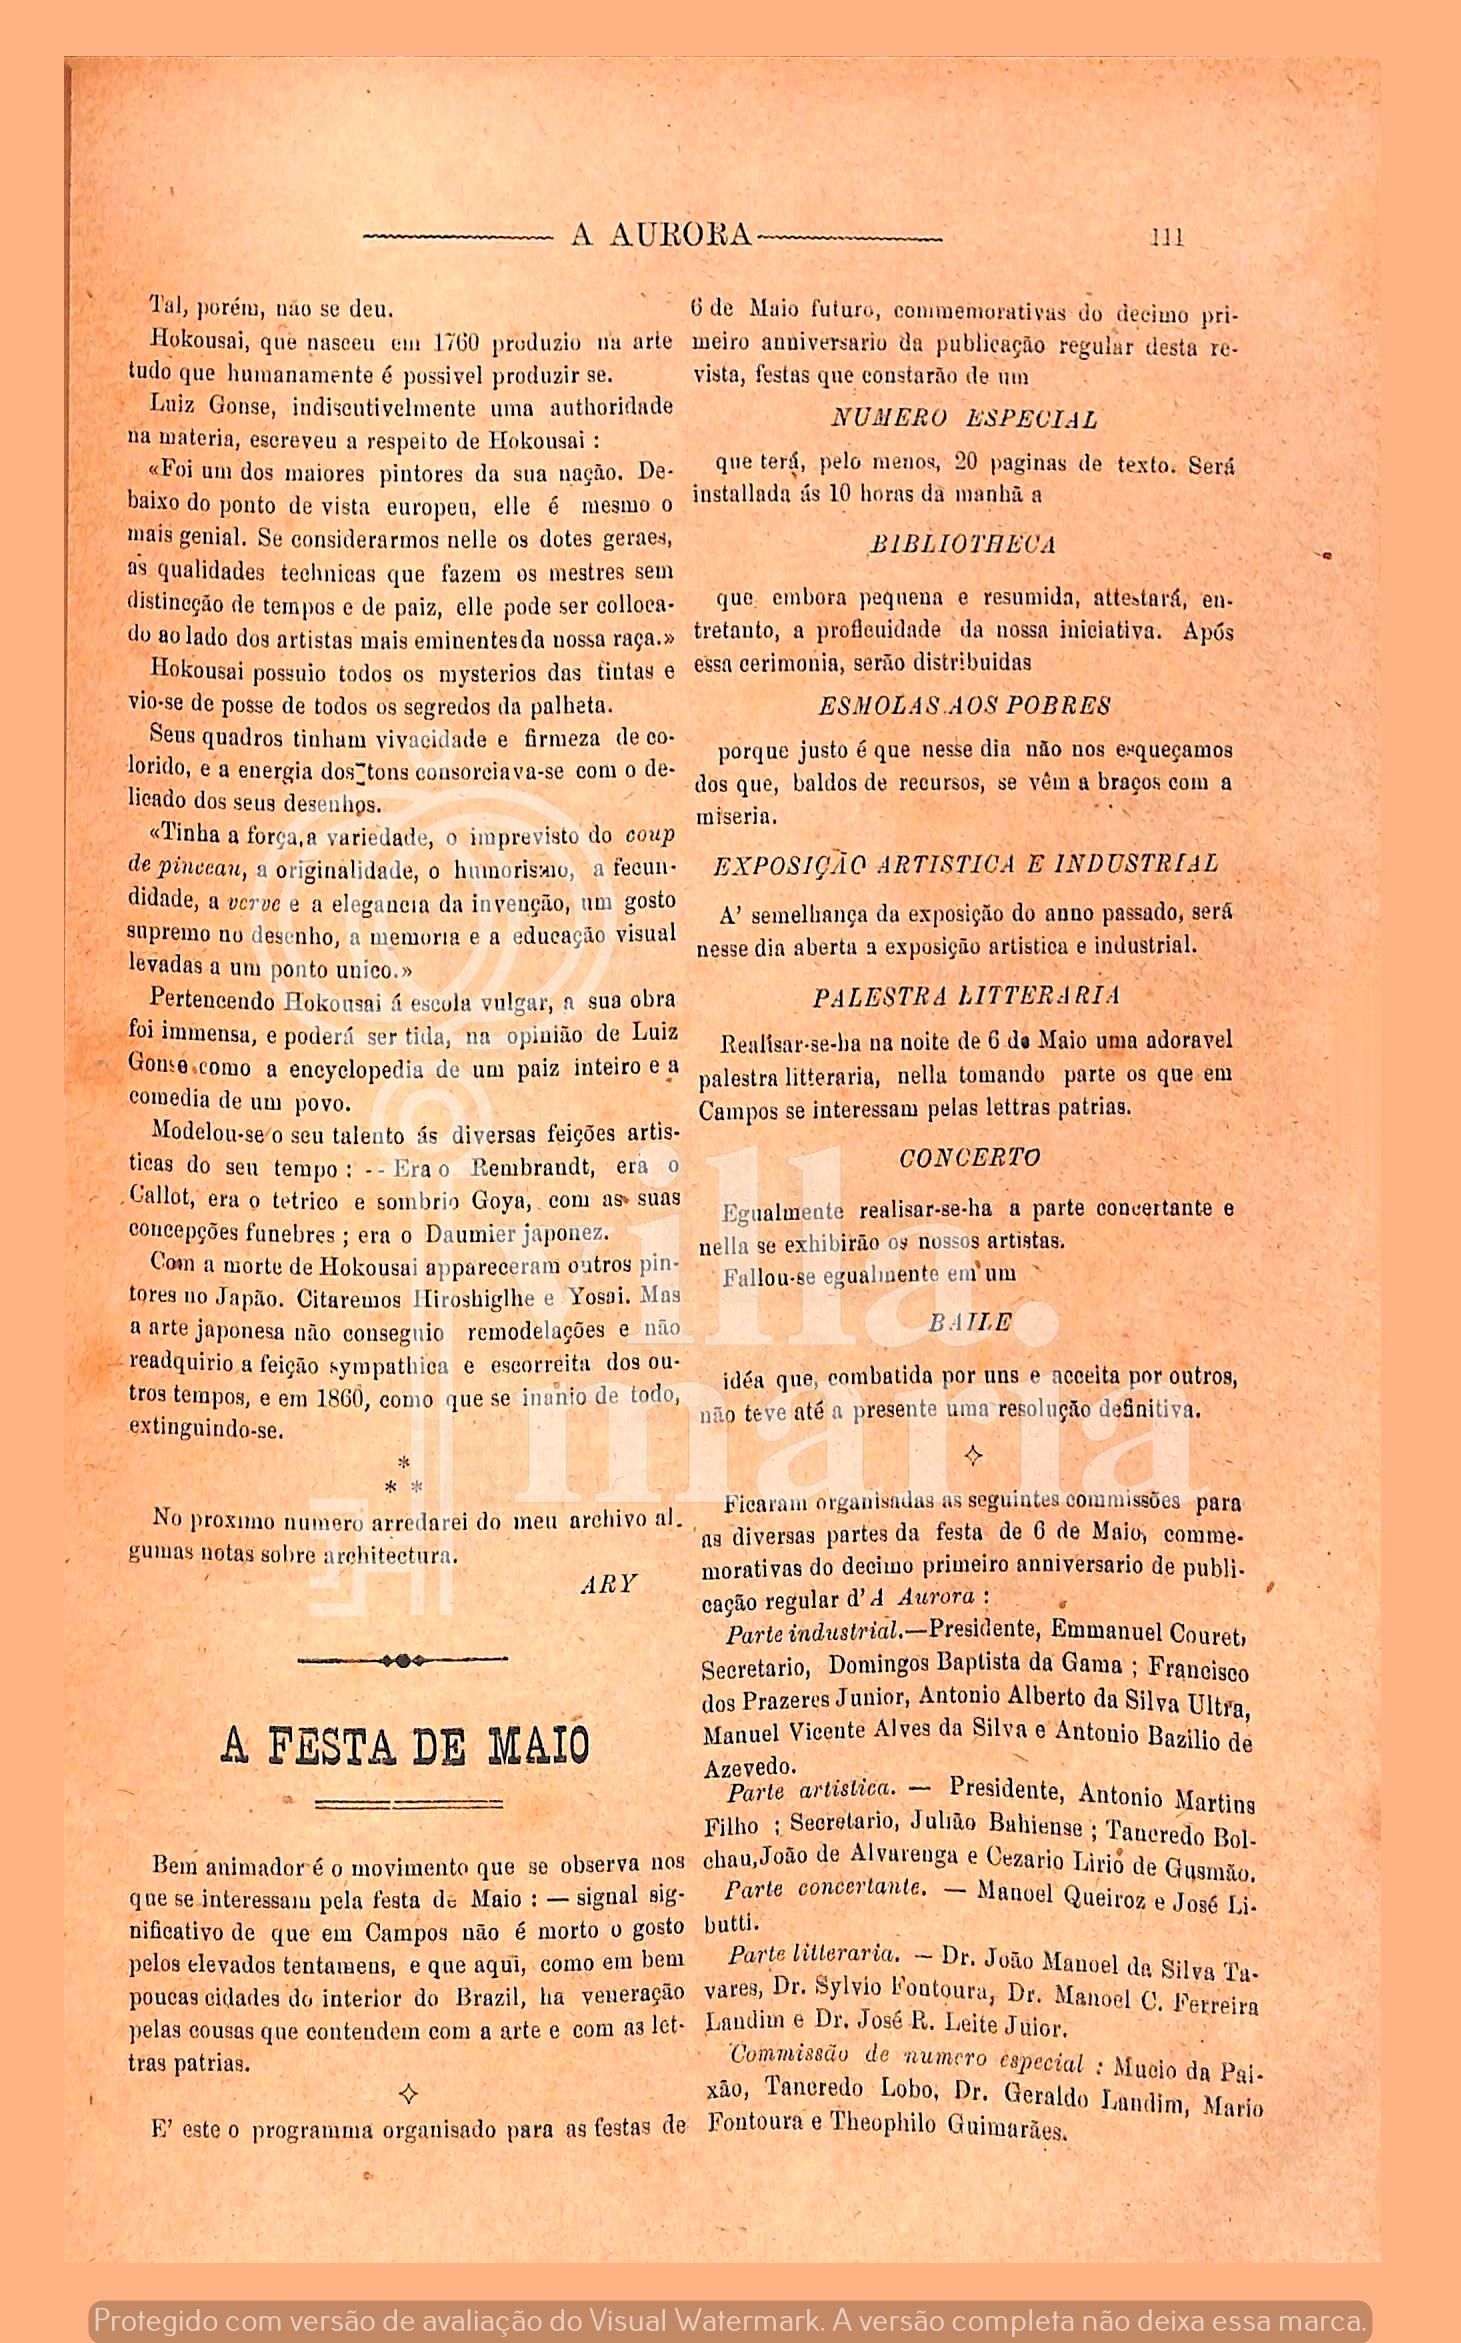 A AURORA
111
Tal, porém, não se deu.
Hokousai, que nasceu em 1760 produzio na arte
tudo que humanamente é possivel produzir se.
Luiz Gonse, indiscutivelmente uma authoridade
na materia, escreveu a respeito de Hokousai :
«Foi um dos maiores pintores da sua nação. De-
baixo do ponto de vista europeu, elle é mesmo o
mais genial. Se considerarmos nelle os dotes geraes,
as qualidades technicas que fazem os mestres sem
distincção de tempos e de paiz, elle pode ser colloca-
do ao lado dos artistas mais eminentes da nossa raça.»
Hokousai possuio todos os mysterios das tintas e
vio-se de posse de todos os segredos da palheta.
Seus quadros tinham vivacidade e firmeza de co-
lorido, e a energia dos tons consorciava-se com o de-
licado dos seus desenhos.
«Tinha a força, a variedade, o imprevisto do coup
de pinceau, a originalidade, o humorismo, a fecun-
didade, a verve e a elegancia da invenção, um gosto
supremo no desenho, a memoria e a educação visual
levadas a um ponto unico.»
Pertencendo Hokousai á escola vulgar, a sua obra
foi immensa, e poderá ser tida, na opinião de Luiz
Gonse como a encyclopedia de um paiz inteiro e a
comedia de um povo.
Modelou-se o seu talento ás diversas feições artis-
ticas do seu tempo : -- Era o Rembrandt, era o
Callot, era o tetrico e sombrio Goya, com as suas
concepções funebres ; era o Daumier japonez.
Com a morte de Hokousai appareceram outros pin-
tores no Japão. Citaremos Hiroshiglhe e Yosai. Mas
a arte japonesa não conseguio remodelações e não
readquirio a feição sympathica e escorreita dos ou-
tros tempos, e em 1860, como que se inanio de todo,
extinguindo-se.
*
* *
No proximo numero arredarei do meu archivo al-
gumas notas sobre architectura.
ARY
A FESTA DE MAIO
Bem animador é o movimento que se observa nos
que se interessam pela festa de Maio : — signal sig-
nificativo de que em Campos não é morto o gosto
pelos elevados tentamens, e que aqui, como em bem
poucas cidades do interior do Brazil, ha veneração
pelas cousas que contendem com a arte e com as let-
tras patrias.
E' este o programma organisado para as festas de
6 de Maio futuro, commemorativas do decimo pri-
meiro anniversario da publicação regular desta re-
vista, festas que constarão de um
NUMERO ESPECIAL
que terá, pelo menos, 20 paginas de texto. Será
installada ás 10 horas da manhã a
BIBLIOTHECA
que embora pequena e resumida, attestará, en-
tretanto, a proficuidade da nossa iniciativa. Após
essa cerimonia, serão distribuidas
ESMOLAS AOS POBRES
porque justo é que nesse dia não nos esqueçamos
dos que, baldos de recursos, se vêm a braços com a
miseria.
EXPOSIÇÃO ARTISTICA E INDUSTRIAL
A' semelhança da exposição do anno passado, será
nesse dia aberta a exposição artistica e industrial.
PALESTRA LITTERARIA
Realisar-se-ha na noite de 6 de Maio uma adoravel
palestra litteraria, nella tomando parte os que em
Campos se interessam pelas lettras patrias.
CONCERTO
Egualmente realisar-se-ha a parte concertante e
nella se exhibirão os nossos artistas.
Fallou-se egualmente em um
BAILE
idéa que, combatida por uns e acceita por outros,
não teve até a presente uma resolução definitiva.
Ficaram organisadas as seguintes commissões para
as diversas partes da festa de 6 de Maio, comme-
morativas do decimo primeiro anniversario de publi-
cação regular d'A Aurora :
Parte industrial.—Presidente, Emmanuel Couret,
Secretario, Domingos Baptista da Gama ; Francisco
dos Prazeres Junior, Antonio Alberto da Silva Ultra,
Manuel Vicente Alves da Silva e Antonio Bazilio de
Azevedo.
Parte artistica. — Presidente, Antonio Martins
Filho ; Secretario, Julião Bahiense ; Tancredo Bol-
chau, João de Alvarenga e Cezario Lirio de Gusmão.
Parte concertante. — Manoel Queiroz e José Li-
butti.
Parte litteraria. — Dr. João Manoel da Silva Ta-
vares, Dr. Sylvio Fontoura, Dr. Manoel C. Ferreira
Landim e Dr. José R. Leite Juior.
Commissão de numero especial : Mucio da Pai-
xão, Tancredo Lobo, Dr. Geraldo Landim, Mario
Fontoura e Theophilo Guimarães.
villa.
maria
Protegido com versão de avaliação do Visual Watermark. A versão completa não deixa essa marca.